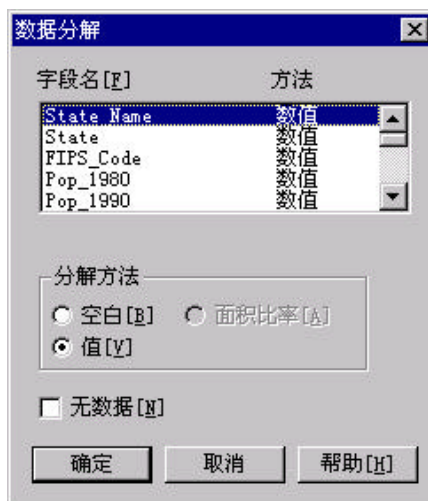 数据分解
字段名[F] 方法
State Name 数值
State 数值
FIPS_Code 数值
Pop_1980 数值
Pop_1990 数值
分解方法
空白[B] 面积比率[A]
值[V]
无数据[N]
确定 取消 帮助[H]